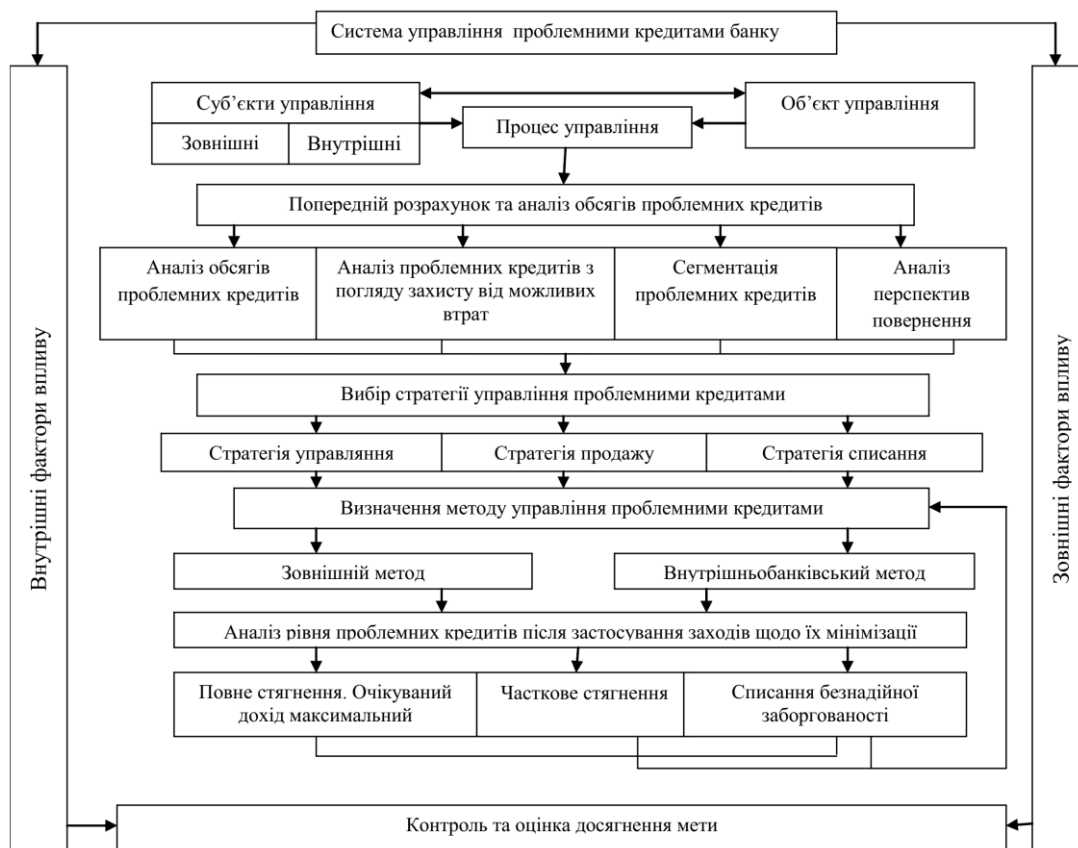 Система управління проблемними кредитами банку
Внутрішні фактори впливу
Зовнішні фактори впливу
Суб’єкти управління
Зовнішні
Внутрішні
Процес управління
Об’єкт управління
Попередній розрахунок та аналіз обсягів проблемних кредитів
Аналіз обсягів
проблемних кредитів
Аналіз проблемних кредитів з
погляду захисту від можливих
втрат
Сегментація
проблемних кредитів
Аналіз
перспектив
повернення
Вибір стратегії управління проблемними кредитами
Стратегія управляння
Стратегія продажу
Стратегія списання
Визначення методу управління проблемними кредитами
Зовнішній метод
Внутрішньобанківський метод
Аналіз рівня проблемних кредитів після застосування заходів щодо їх мінімізації
Повне стягнення. Очікуваний
дохід максимальний
Часткове стягнення
Списання безнадійної
заборгованості
Контроль та оцінка досягнення мети